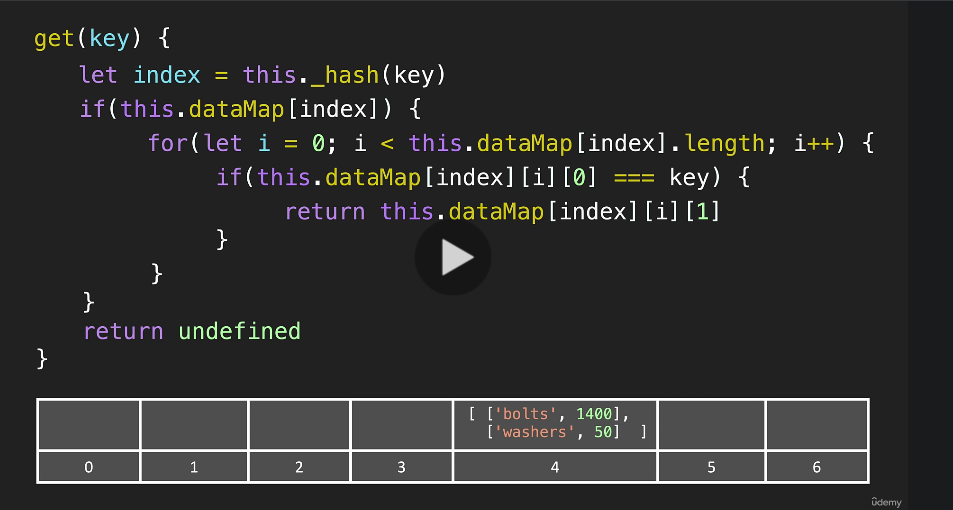 get(key) {
let index = this._hash(key)
if(this.dataMap[index]) {
for(let i = 0; i < this.dataMap[index].length; i++) {
if(this.dataMap[index][i][0] === key) {
return this.dataMap[index][i][1]
}
}
}
return undefined
}
[ ['bolts', 1400],
['washers', 50] ]
0 1 2 3 4 5 6
ûdemy